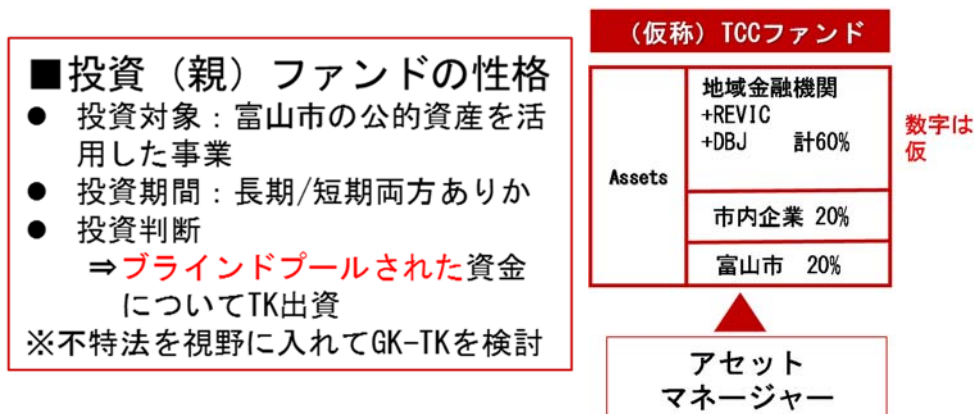 ■投資（親）ファンドの性格
● 投資対象：富山市の公的資産を活
用した事業
● 投資期間：長期/短期両方ありか
● 投資判断
⇒ブラインドプールされた資金
についてTK出資
※不特法を視野に入れてGK-TKを検討
（仮称）TCCファンド
Assets
地域金融機関
+REVIC
+DBJ 計60%
市内企業 20%
富山市 20%
数字は
仮
アセット
マネージャー